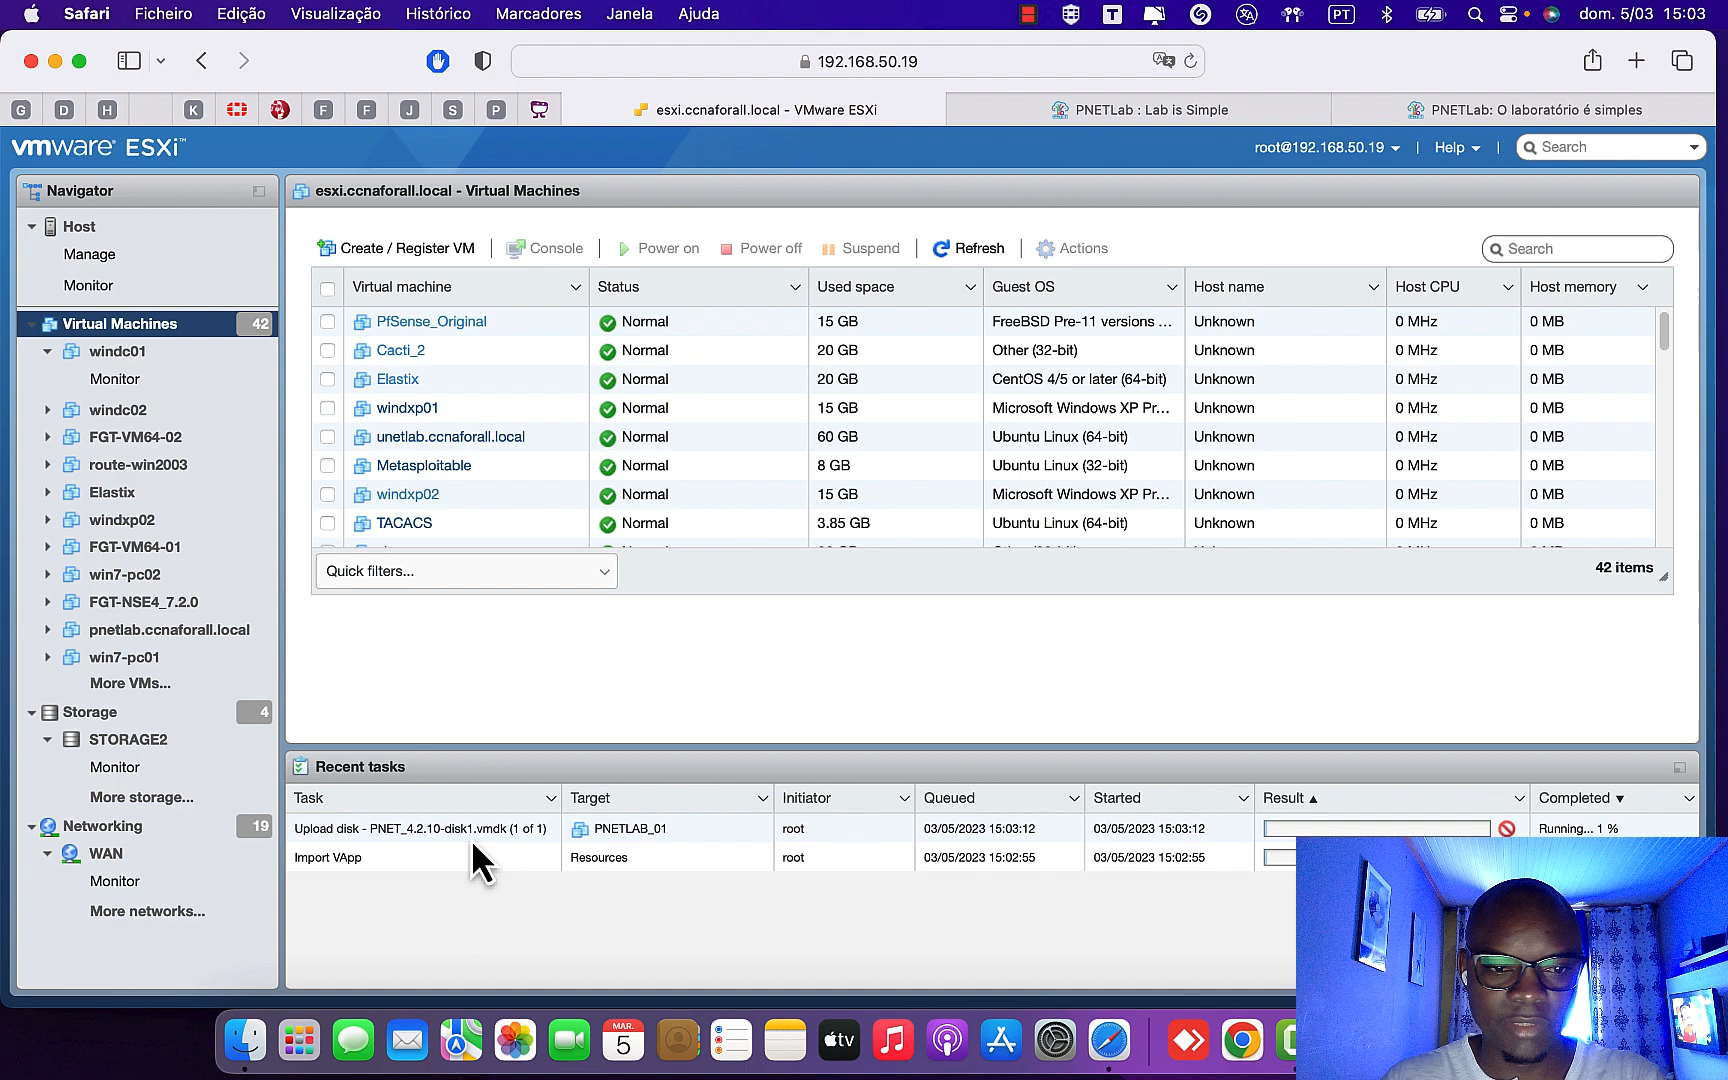 Safari Ficheiro Edição Visualização Histórico Marcadores Janela Ajuda T PT dom. 5/03 15:03
192.168.50.19
G D H K F F J S P esxi.ccnaforall.local - VMware ESXi PNETLab : Lab is Simple PNETLab: O laboratório é simples
vmware ESXi™ root@192.168.50.19 | Help | Search
Navigator
Host
Manage
Monitor
Virtual Machines 42
windc01
Monitor
windc02
FGT-VM64-02
route-win2003
Elastix
windxp02
FGT-VM64-01
win7-pc02
FGT-NSE4_7.2.0
pnetlab.ccnaforall.local
win7-pc01
More VMs...
Storage 4
STORAGE2
Monitor
More storage...
Networking 19
WAN
Monitor
More networks...
esxi.ccnaforall.local - Virtual Machines
Create / Register VM | Console | Power on Power off Suspend | Refresh | Actions Search
Virtual machine Status Used space Guest OS Host name Host CPU Host memory
PfSense_Original Normal 15 GB FreeBSD Pre-11 versions ... Unknown 0 MHz 0 MB
Cacti_2 Normal 20 GB Other (32-bit) Unknown 0 MHz 0 MB
Elastix Normal 20 GB CentOS 4/5 or later (64-bit) Unknown 0 MHz 0 MB
windxp01 Normal 15 GB Microsoft Windows XP Pr... Unknown 0 MHz 0 MB
unetlab.ccnaforall.local Normal 60 GB Ubuntu Linux (64-bit) Unknown 0 MHz 0 MB
Metasploitable Normal 8 GB Ubuntu Linux (32-bit) Unknown 0 MHz 0 MB
windxp02 Normal 15 GB Microsoft Windows XP Pr... Unknown 0 MHz 0 MB
TACACS Normal 3.85 GB Ubuntu Linux (64-bit) Unknown 0 MHz 0 MB
Quick filters... 42 items
Recent tasks
Task Target Initiator Queued Started Result ▲ Completed ▼
Upload disk - PNET_4.2.10-disk1.vmdk (1 of 1) PNETLAB_01 root 03/05/2023 15:03:12 03/05/2023 15:03:12 Running... 1 %
Import VApp Resources root 03/05/2023 15:02:55 03/05/2023 15:02:55
MAR.
5
tv